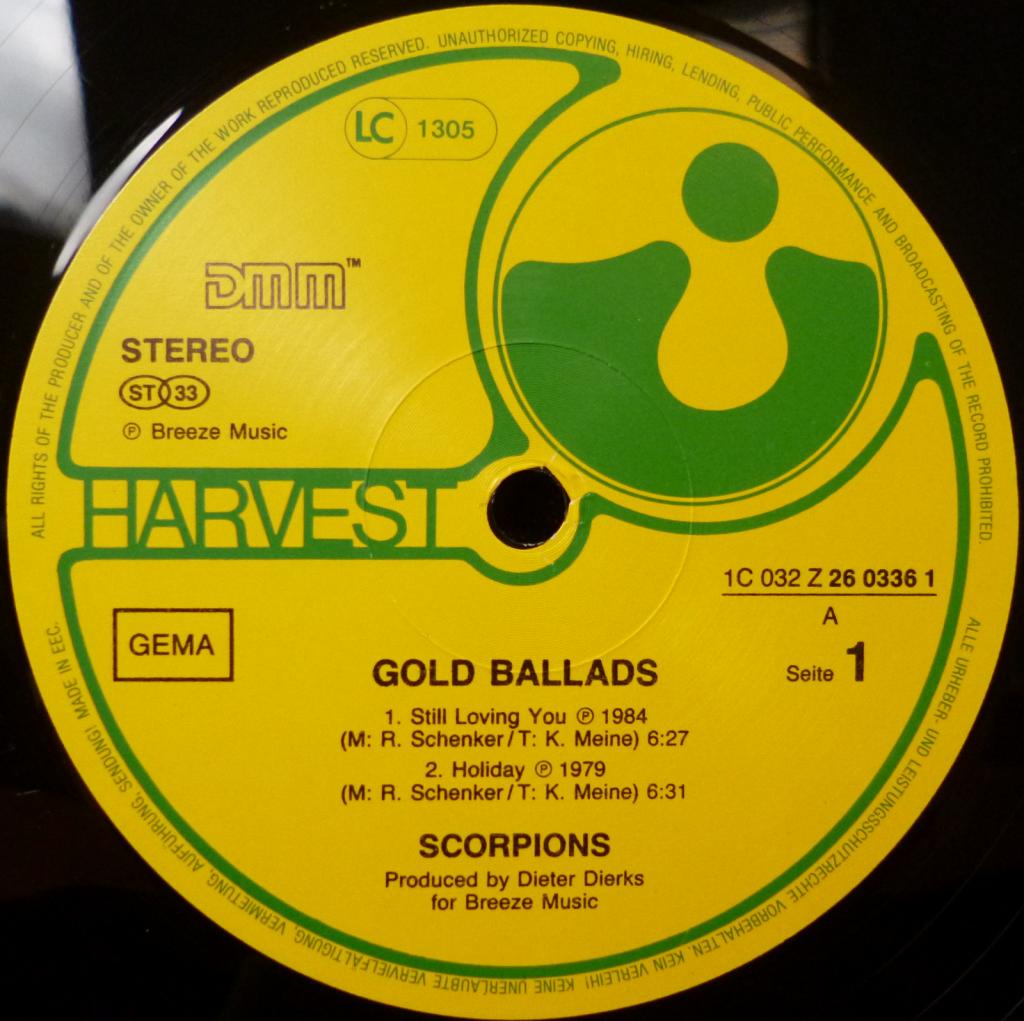 ALL RIGHTS OF THE PRODUCER AND OF THE OWNER OF THE WORK REPRODUCED RESERVED. UNAUTHORIZED COPYING, HIRING, LENDING, PUBLIC PERFORMANCE AND BROADCASTING OF THE RECORD PROHIBITED.
LC 1305
DMM™
STEREO
ST 33
℗ Breeze Music
HARVEST
1C 032 Z 26 0336 1
A
Seite 1
GEMA
GOLD BALLADS
1. Still Loving You ℗ 1984
(M: R. Schenker/T: K. Meine) 6:27
2. Holiday ℗ 1979
(M: R. Schenker/T: K. Meine) 6:31
SCORPIONS
Produced by Dieter Dierks
for Breeze Music
ALLE URHEBER- UND LEISTUNGSSCHUTZRECHTE VORBEHALTEN. KEIN VERLEIH! KEINE UNERLAUBTE VERVIELFÄLTIGUNG, VERMIETUNG, AUFFÜHRUNG, SENDUNG! MADE IN EEC.